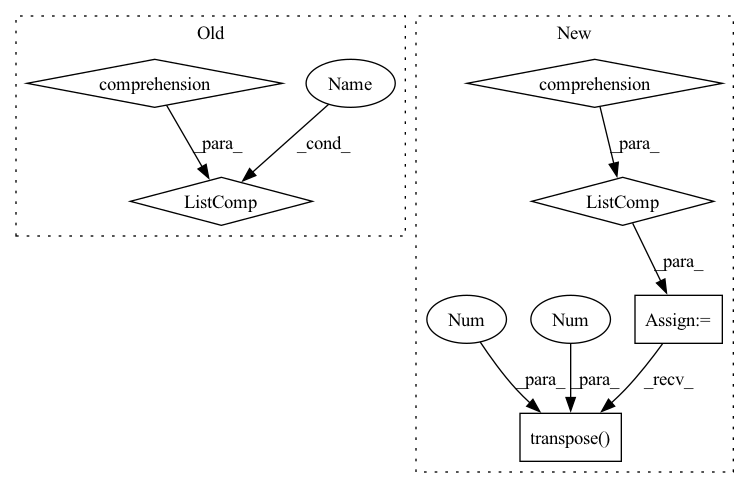 Old
New
comprehension
Name
comprehension
_para_
_cond_
_para_
ListComp
ListComp
_para_
Num
Num
Assign:=
_para_
_para_
_recv_
transpose()